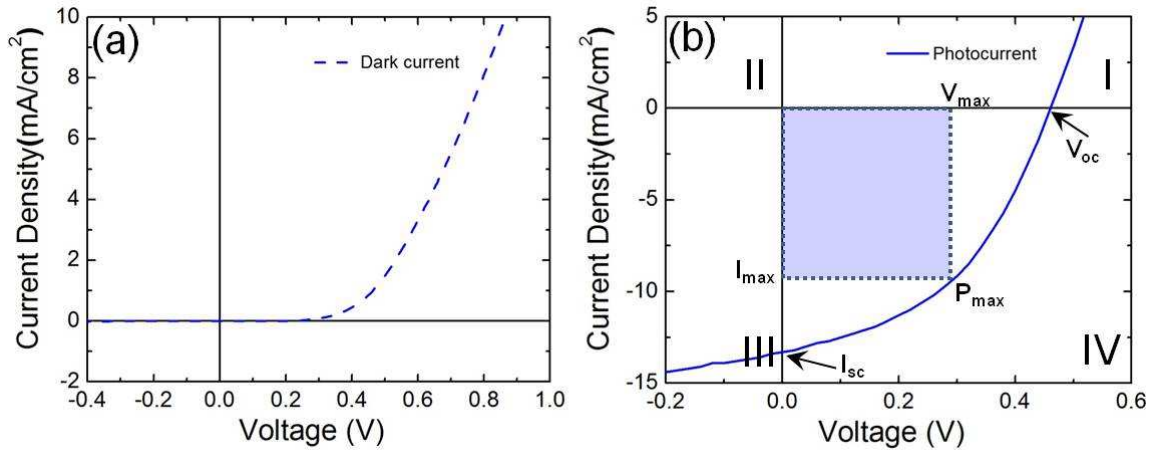 (a)
Dark current
Current Density(mA/cm²)
10
8
6
4
2
0
-2
-0.4
-0.2
0.0
0.2
0.4
0.6
0.8
1.0
Voltage (V)
(b)
Photocurrent
II
I
Vmax
Voc
Imax
Pmax
III
Isc
IV
Current Density(mA/cm²)
5
0
-5
-10
-15
-0.2
0.0
0.2
0.4
0.6
Voltage (V)